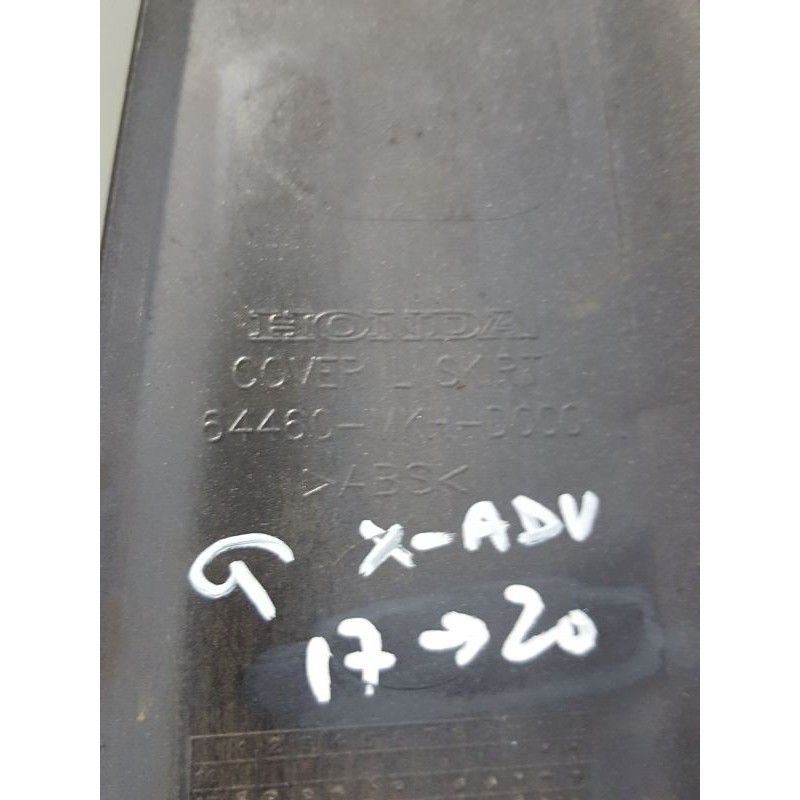 HONDA
COVER L SKIRT
64460-MKH-D000
>ABS<
G X-ADV
17→20